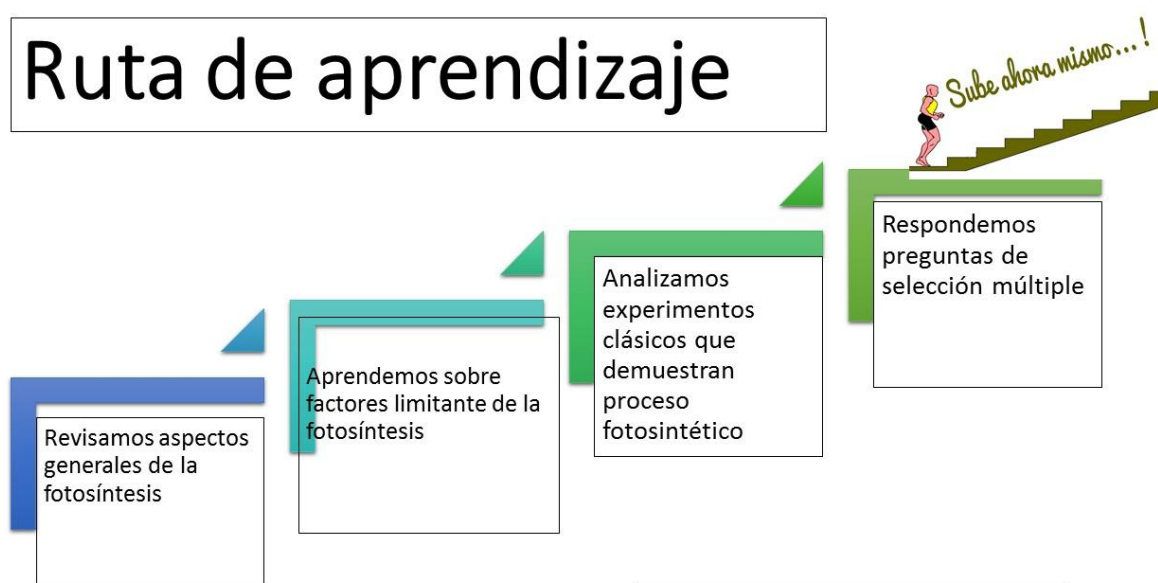 Ruta de aprendizaje
Sube ahora mismo...!
Revisamos aspectos
generales de la
fotosíntesis
Aprendemos sobre
factores limitante de la
fotosíntesis
Analizamos
experimentos
clásicos que
demuestran
proceso
fotosintético
Respondemos
preguntas de
selección múltiple